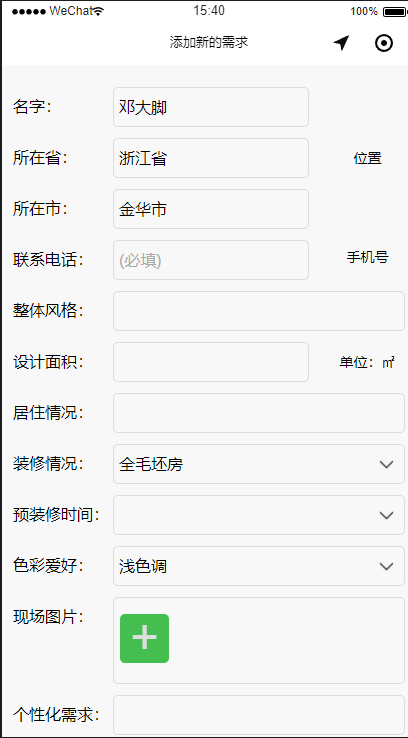 WeChat 15:40 100%
添加新的需求
名字： 邓大脚
所在省： 浙江省 位置
所在市： 金华市
联系电话： (必填) 手机号
整体风格：
设计面积： 单位：㎡
居住情况：
装修情况： 全毛坯房
预装修时间：
色彩爱好： 浅色调
现场图片：
个性化需求：